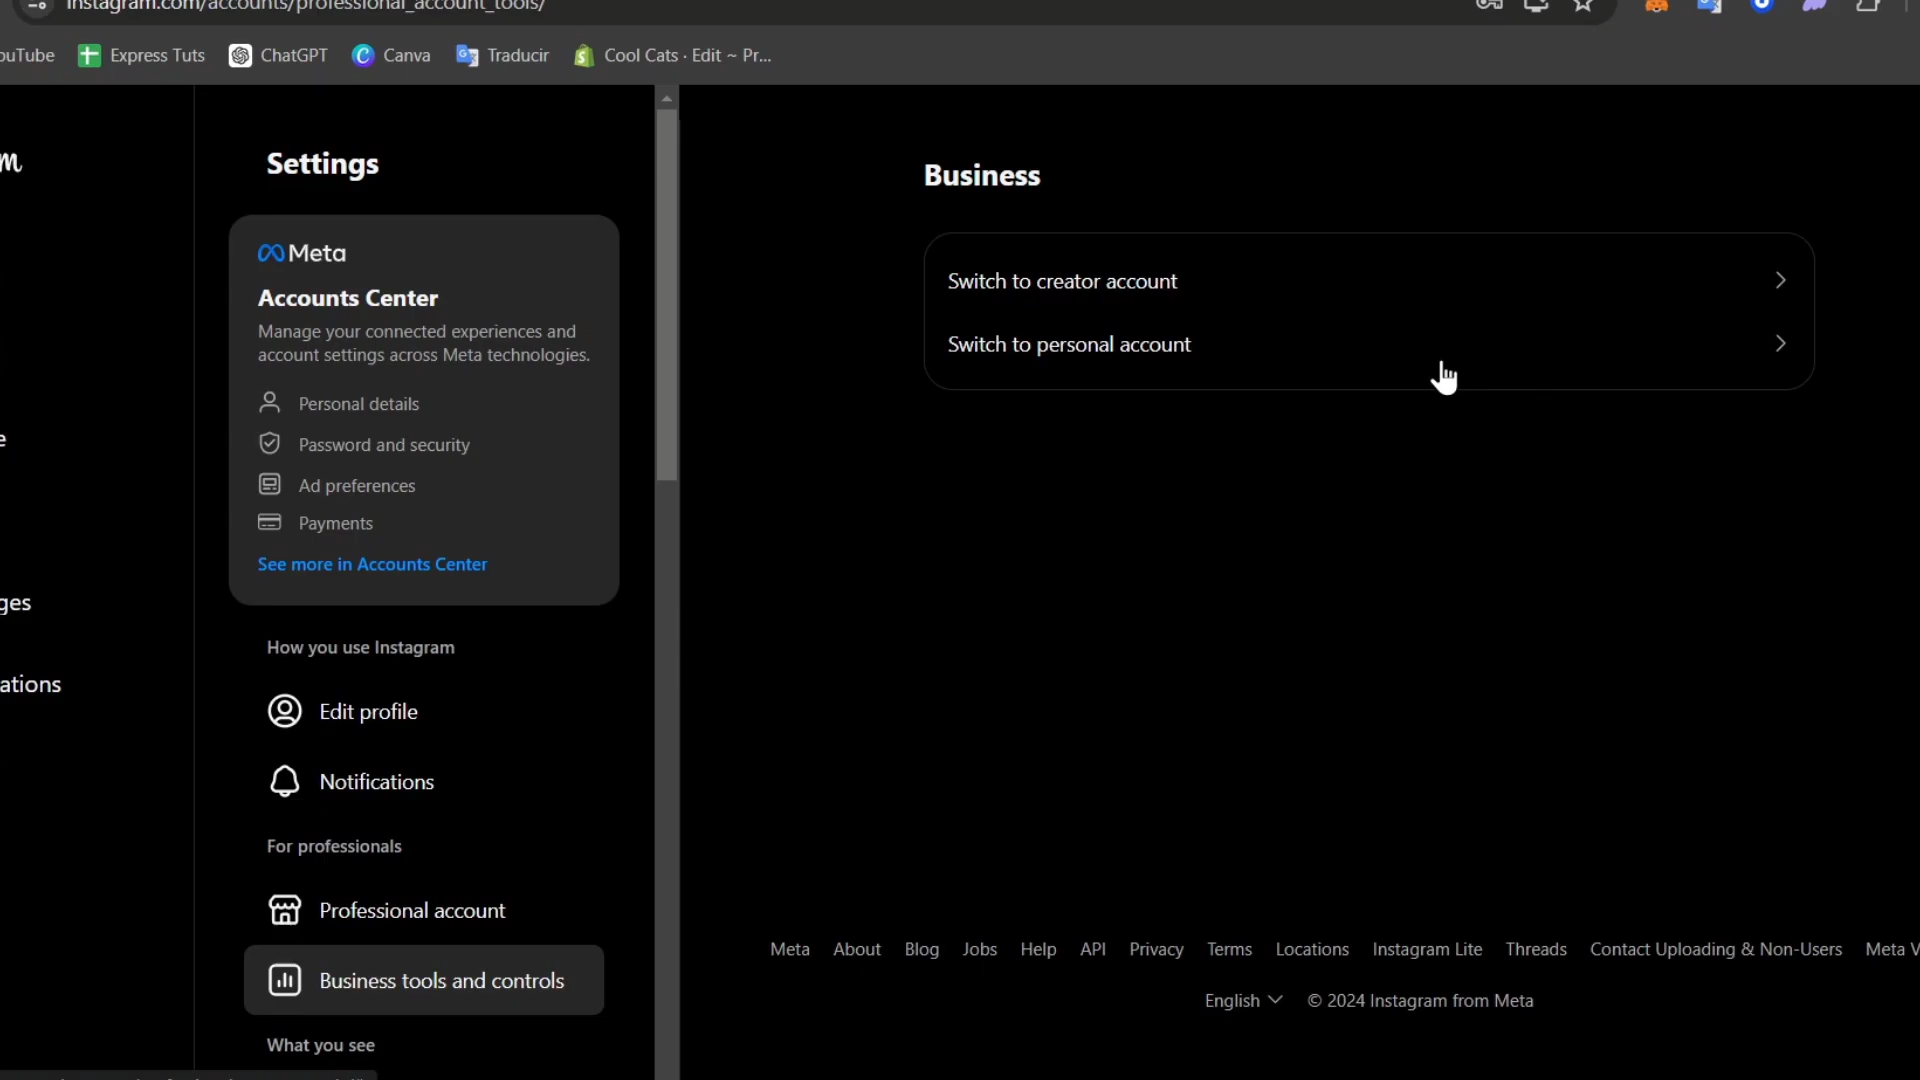 instagram.com/accounts/professional_account_tools/
ouTube
Express Tuts
ChatGPT
Canva
Traducir
Cool Cats · Edit ~ Pr...
m
e
ges
ations
Settings
Meta
Accounts Center
Manage your connected experiences and
account settings across Meta technologies.
Personal details
Password and security
Ad preferences
Payments
See more in Accounts Center
How you use Instagram
Edit profile
Notifications
For professionals
Professional account
Business tools and controls
What you see
Business
Switch to creator account
Switch to personal account
Meta About Blog Jobs Help API Privacy Terms Locations Instagram Lite Threads Contact Uploading & Non-Users Meta V
English © 2024 Instagram from Meta